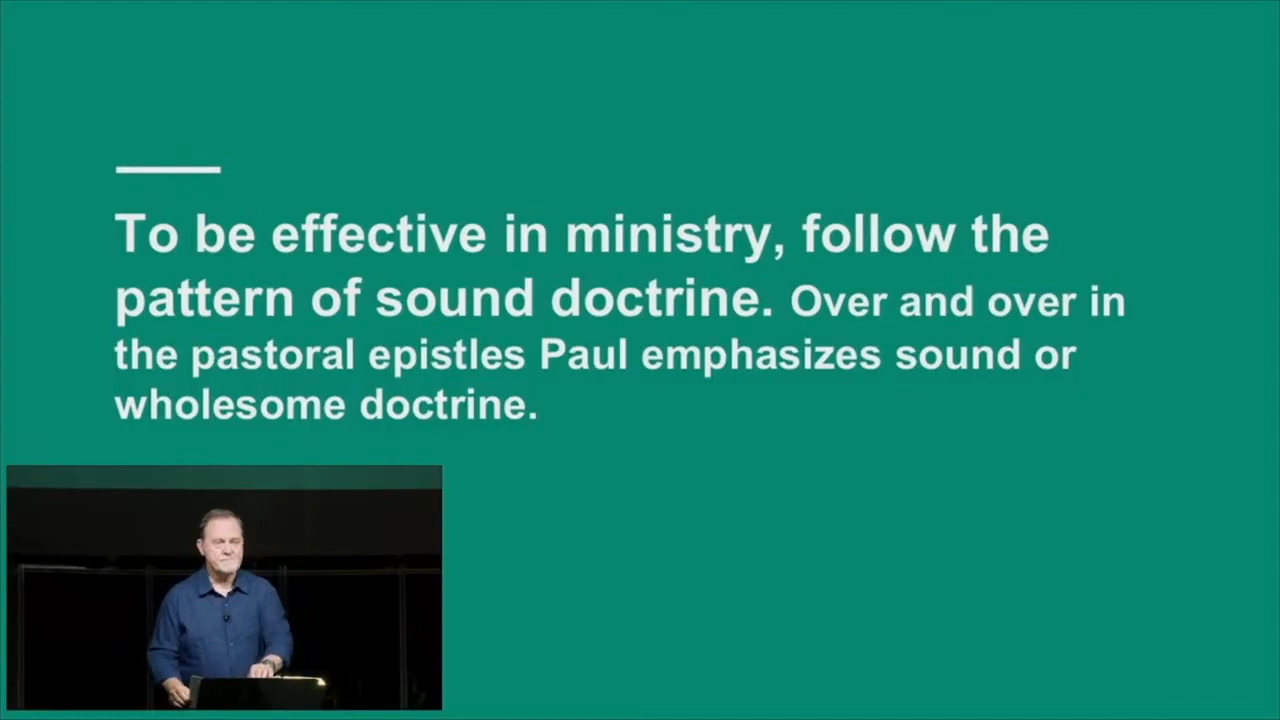 To be effective in ministry, follow the
pattern of sound doctrine. Over and over in
the pastoral epistles Paul emphasizes sound or
wholesome doctrine.